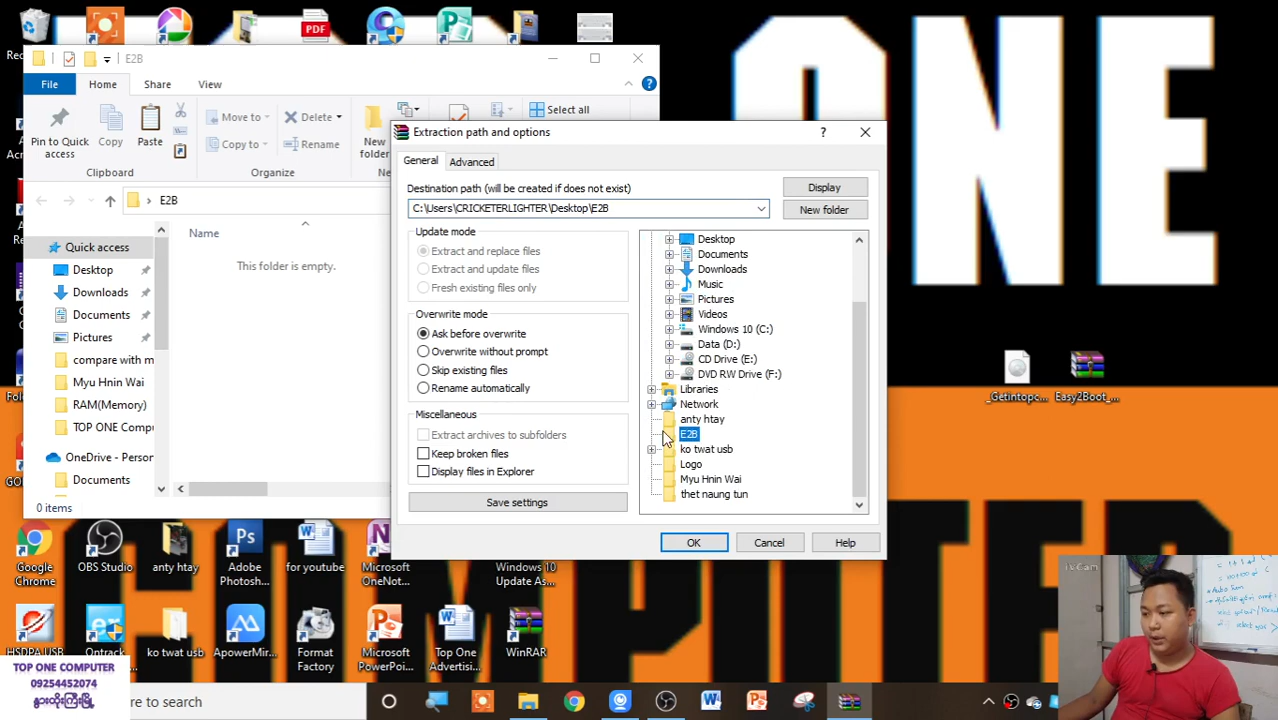 ONE
Rec
PDF
E2B
File
Home
Share
View
Pin to Quick access
Copy
Paste
Move to
Copy to
Delete
Rename
New folder
Select all
Clipboard
Organize
E2B
Name
This folder is empty.
Quick access
Desktop
Downloads
Documents
Pictures
compare with m
Myu Hnin Wai
RAM(Memory)
TOP ONE Compu
OneDrive - Person
Documents
0 items
Extraction path and options
General
Advanced
Destination path (will be created if does not exist)
C:\Users\CRICKETERLIGHTER\Desktop\E2B
Display
New folder
Update mode
Extract and replace files
Extract and update files
Fresh existing files only
Overwrite mode
Ask before overwrite
Overwrite without prompt
Skip existing files
Rename automatically
Miscellaneous
Extract archives to subfolders
Keep broken files
Display files in Explorer
Save settings
Desktop
Documents
Downloads
Music
Pictures
Videos
Windows 10 (C:)
Data (D:)
CD Drive (E:)
DVD RW Drive (F:)
Libraries
Network
anty htay
E2B
ko twat usb
Logo
Myu Hnin Wai
thet naung tun
OK
Cancel
Help
_Getintopc...
Easy2Boot_...
Google Chrome
OBS Studio
anty htay
Adobe Photosh...
for youtube
Microsoft OneNot...
Windows 10 Update As...
HSDPA USB
Ontrack
ko twat usb
ApowerMir...
Format Factory
Microsoft PowerPoi...
Top One Advertisi...
WinRAR
TOP ONE COMPUTER
09254452074
here to search